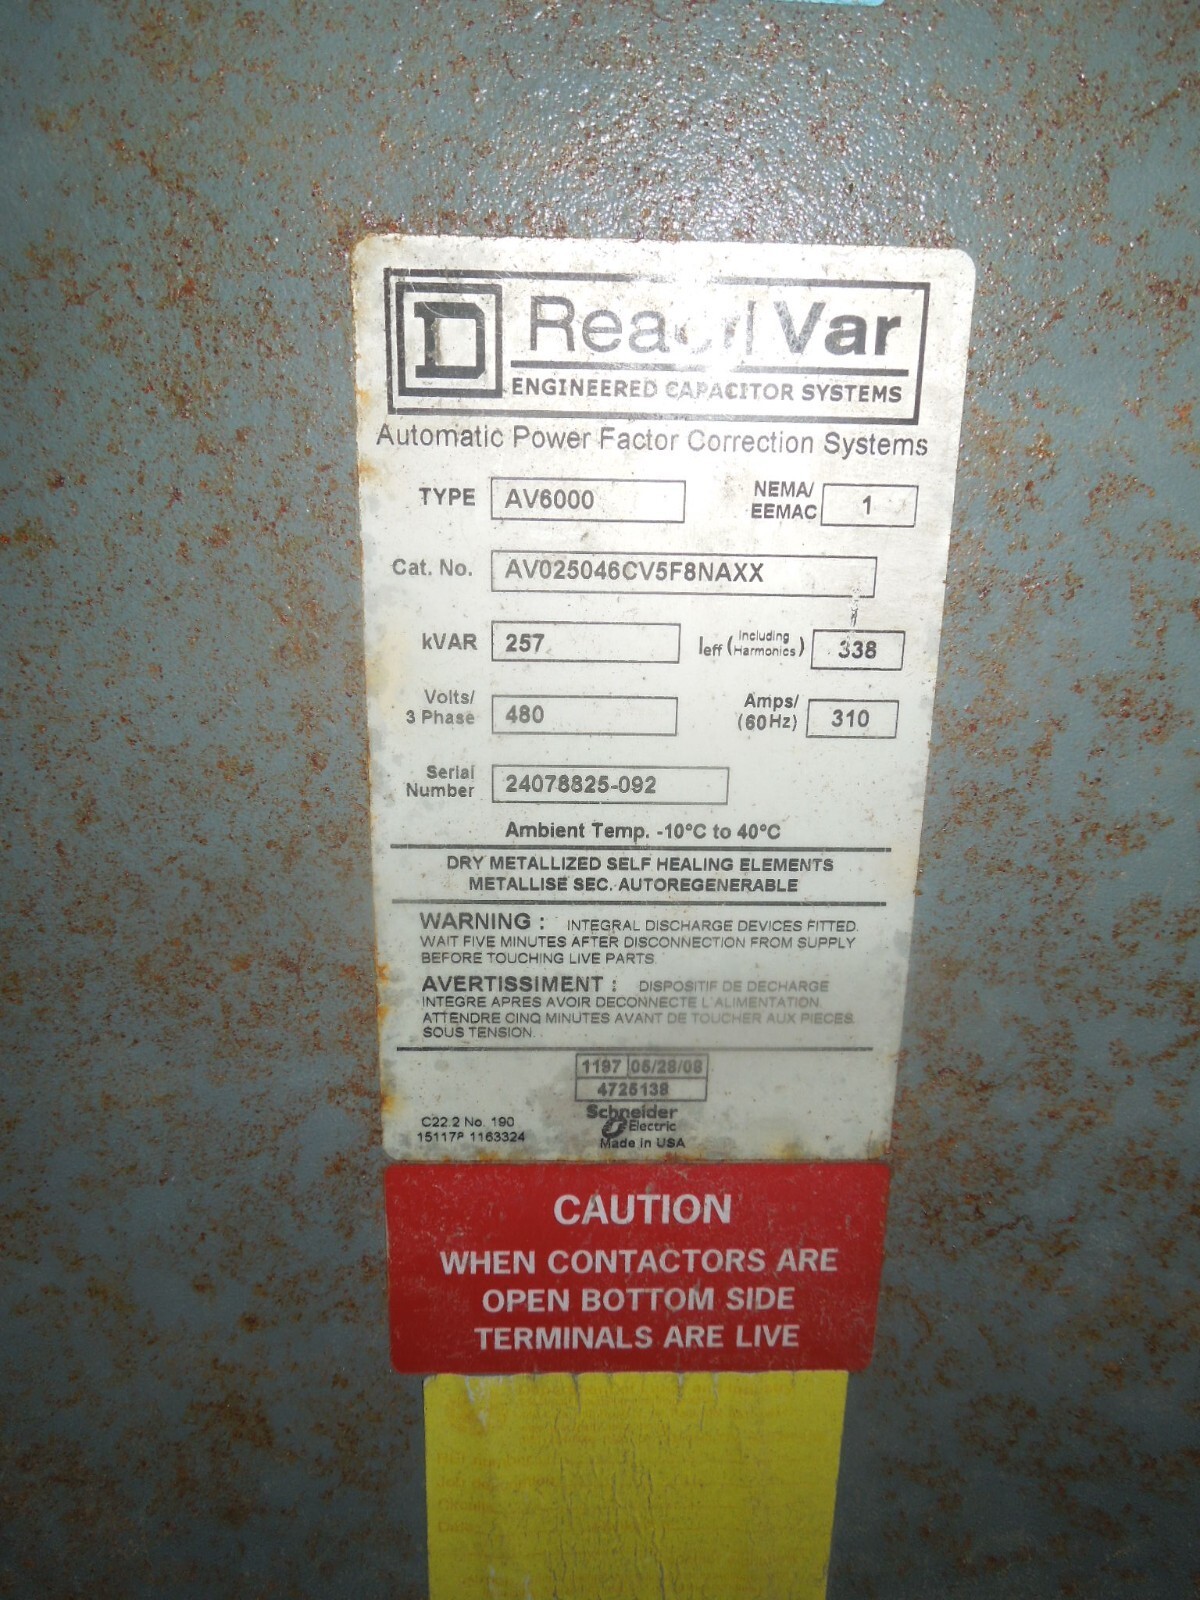 D
Var
ENGINEERED CAPACITOR SYSTEMS
Automatic Power Factor Correction Systems
TYPE AV6000 NEMA/ EEMAC 1
Cat. No. AV025046CV5F8NAXX
kVAR 257 Ieff (Including Harmonics) 338
Volts/ 3 Phase 480 Amps/ (60Hz) 310
Serial Number 24078825-092
Ambient Temp. -10°C to 40°C
DRY METALLIZED SELF HEALING ELEMENTS
METALLISE SEC. AUTOREGENERABLE
WARNING : INTEGRAL DISCHARGE DEVICES FITTED.
WAIT FIVE MINUTES AFTER DISCONNECTION FROM SUPPLY
BEFORE TOUCHING LIVE PARTS.
AVERTISSIMENT : DISPOSITIF DE DECHARGE
INTEGRE APRES AVOIR DECONNECTE L'ALIMENTATION.
ATTENDRE CINQ MINUTES AVANT DE TOUCHER AUX PIECES
SOUS TENSION.
1197 05/28/08
4725138
Schneider
Electric
Made in USA
C22.2 No. 190
1163324
CAUTION
WHEN CONTACTORS ARE
OPEN BOTTOM SIDE
TERMINALS ARE LIVE